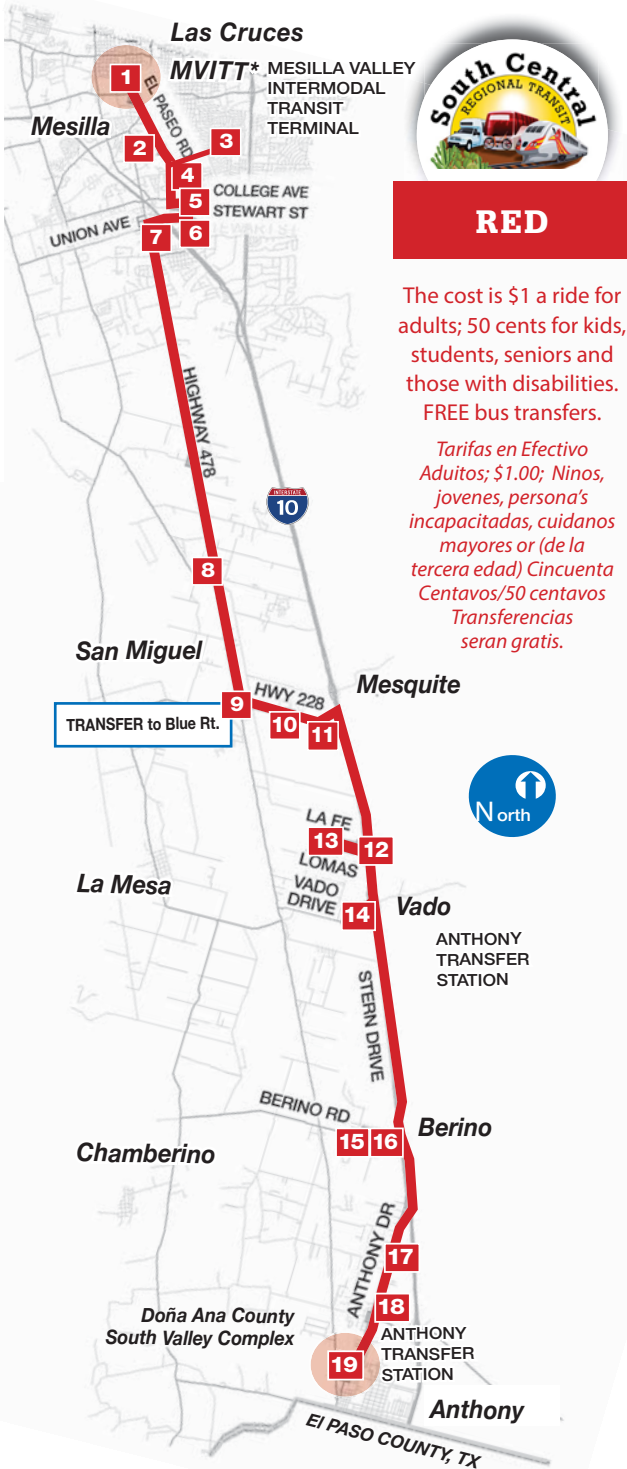 Las Cruces
MVITT* MESILLA VALLEY
INTERMODAL
TRANSIT
TERMINAL
South Central
REGIONAL TRANSIT
1
EL PASEO RD
Mesilla
2
3
4
5
COLLEGE AVE
STEWART ST
UNION AVE
7
6
RED
The cost is $1 a ride for
adults; 50 cents for kids,
students, seniors and
those with disabilities.
FREE bus transfers.
Tarifas en Efectivo
Aduitos; $1.00; Ninos,
jovenes, persona's
incapacitadas, cuidanos
mayores or (de la
tercera edad) Cincuenta
Centavos/50 centavos
Transferencias
seran gratis.
HIGHWAY 478
INTERSTATE
10
8
San Miguel
Mesquite
9
HWY 228
TRANSFER to Blue Rt.
10
11
North
LA FE
13
12
LOMAS
La Mesa
VADO
DRIVE
14
Vado
ANTHONY
TRANSFER
STATION
STERN DRIVE
BERINO RD
Berino
15
16
Chamberino
ANTHONY DR
17
18
Doña Ana County
South Valley Complex
19
ANTHONY
TRANSFER
STATION
Anthony
El PASO COUNTY, TX